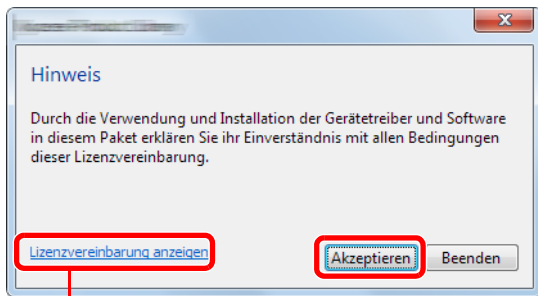 Hinweis
Durch die Verwendung und Installation der Gerätetreiber und Software
in diesem Paket erklären Sie ihr Einverständnis mit allen Bedingungen
dieser Lizenzvereinbarung.
Lizenzvereinbarung anzeigen
Akzeptieren
Beenden